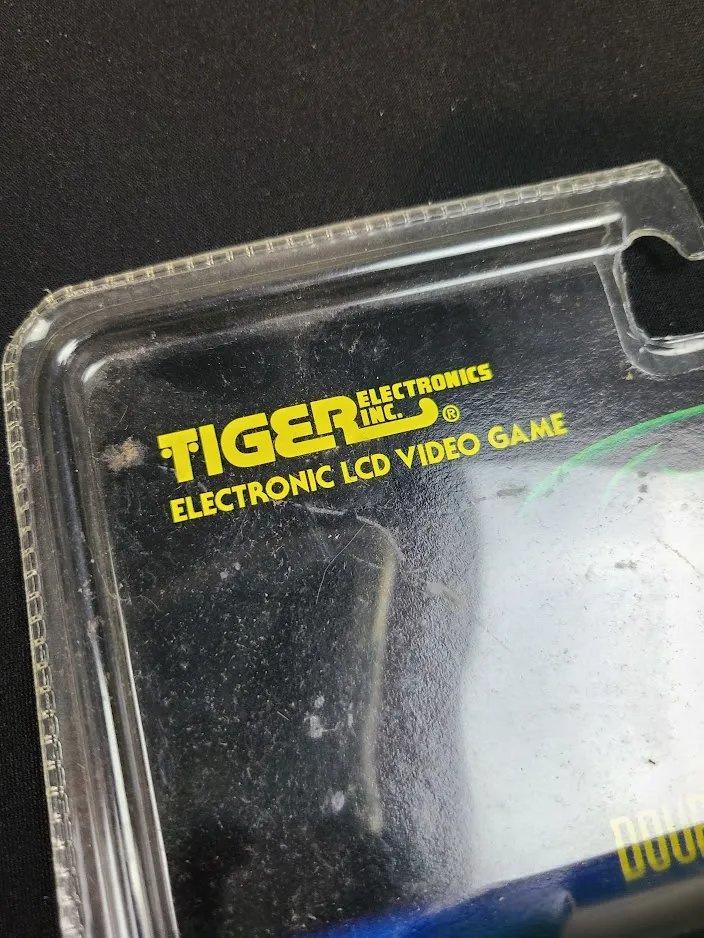 TIGER ELECTRONICS INC.®
ELECTRONIC LCD VIDEO GAME